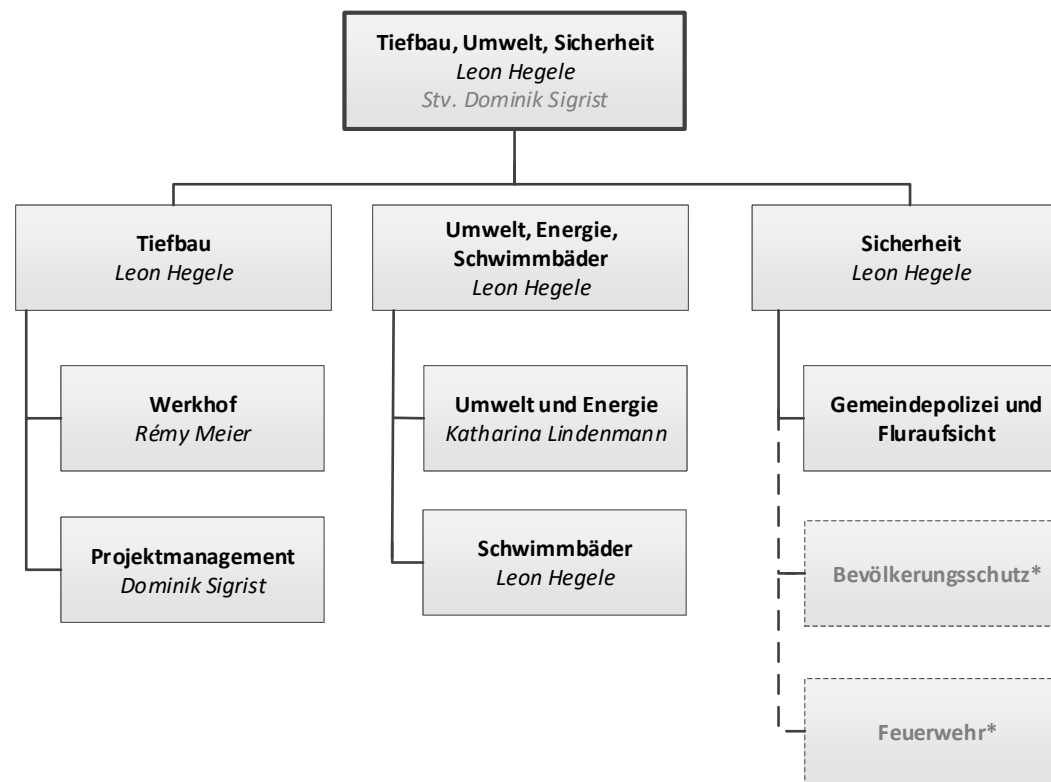 Tiefbau, Umwelt, Sicherheit
Leon Hegele
Stv. Dominik Sigrist
Tiefbau
Leon Hegele
Umwelt, Energie,
Schwimmbäder
Leon Hegele
Sicherheit
Leon Hegele
Werkhof
Rémy Meier
Umwelt und Energie
Katharina Lindenmann
Gemeindepolizei und
Fluraufsicht
Projektmanagement
Dominik Sigrist
Schwimmbäder
Leon Hegele
Bevölkerungsschutz*
Feuerwehr*